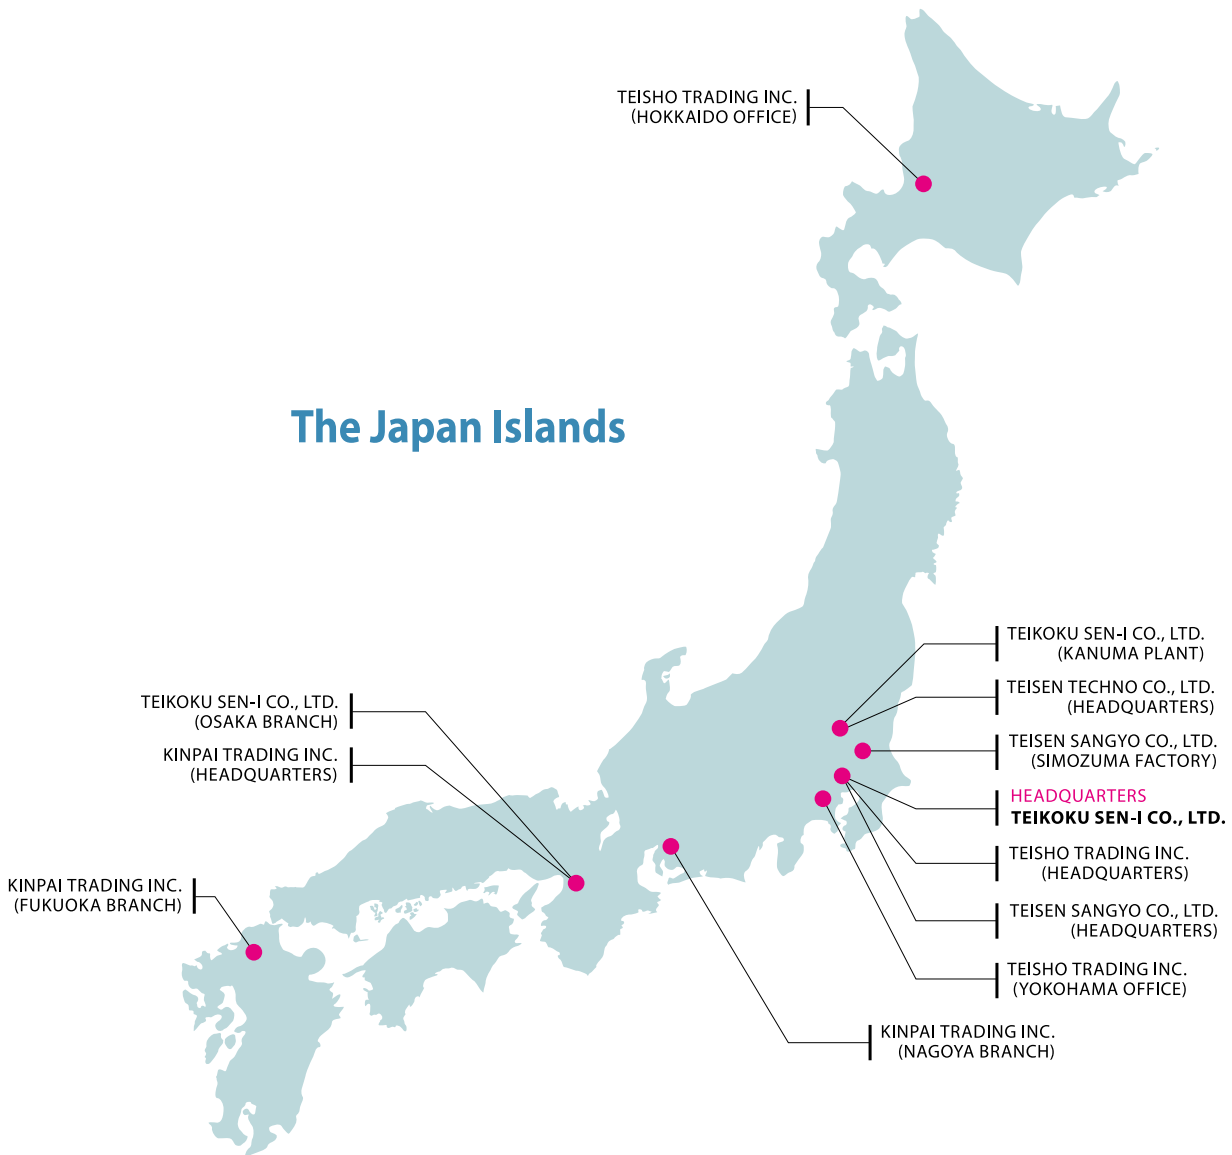 TEISHO TRADING INC.
(HOKKAIDO OFFICE)
The Japan Islands
TEIKOKU SEN-I CO., LTD.
(KANUMA PLANT)
TEISEN TECHNO CO., LTD.
(HEADQUARTERS)
TEISEN SANGYO CO., LTD.
(SIMOZUMA FACTORY)
HEADQUARTERS
TEIKOKU SEN-I CO., LTD.
TEISHO TRADING INC.
(HEADQUARTERS)
TEISEN SANGYO CO., LTD.
(HEADQUARTERS)
TEISHO TRADING INC.
(YOKOHAMA OFFICE)
KINPAI TRADING INC.
(NAGOYA BRANCH)
TEIKOKU SEN-I CO., LTD.
(OSAKA BRANCH)
KINPAI TRADING INC.
(HEADQUARTERS)
KINPAI TRADING INC.
(FUKUOKA BRANCH)